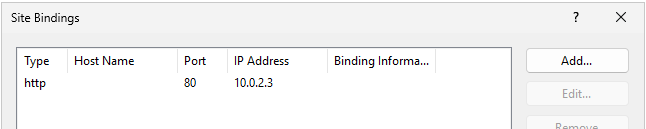 Site Bindings ? ×
Type Host Name Port IP Address Binding Informa...
http 80 10.0.2.3
Add...
Edit...
Remove